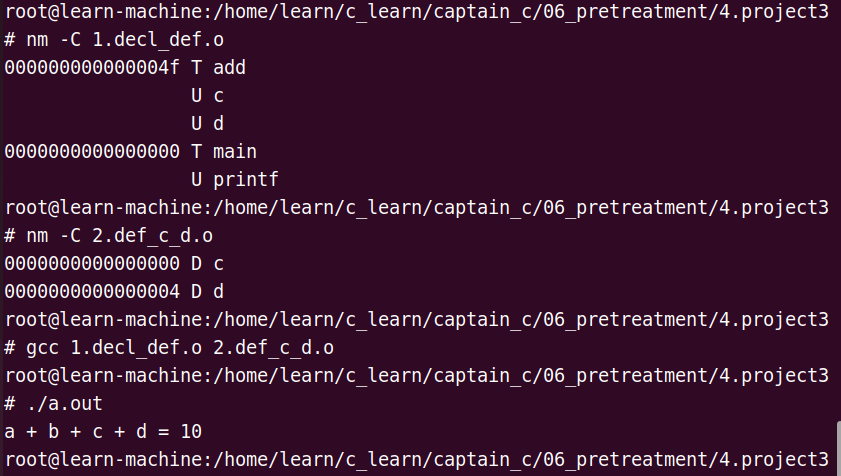 root@learn-machine:/home/learn/c_learn/captain_c/06_pretreatment/4.project3
# nm -C 1.decl_def.o
000000000000004f T add
                 U c
                 U d
0000000000000000 T main
                 U printf
root@learn-machine:/home/learn/c_learn/captain_c/06_pretreatment/4.project3
# nm -C 2.def_c_d.o
0000000000000000 D c
0000000000000004 D d
root@learn-machine:/home/learn/c_learn/captain_c/06_pretreatment/4.project3
# gcc 1.decl_def.o 2.def_c_d.o
root@learn-machine:/home/learn/c_learn/captain_c/06_pretreatment/4.project3
# ./a.out
a + b + c + d = 10
root@learn-machine:/home/learn/c_learn/captain_c/06_pretreatment/4.project3